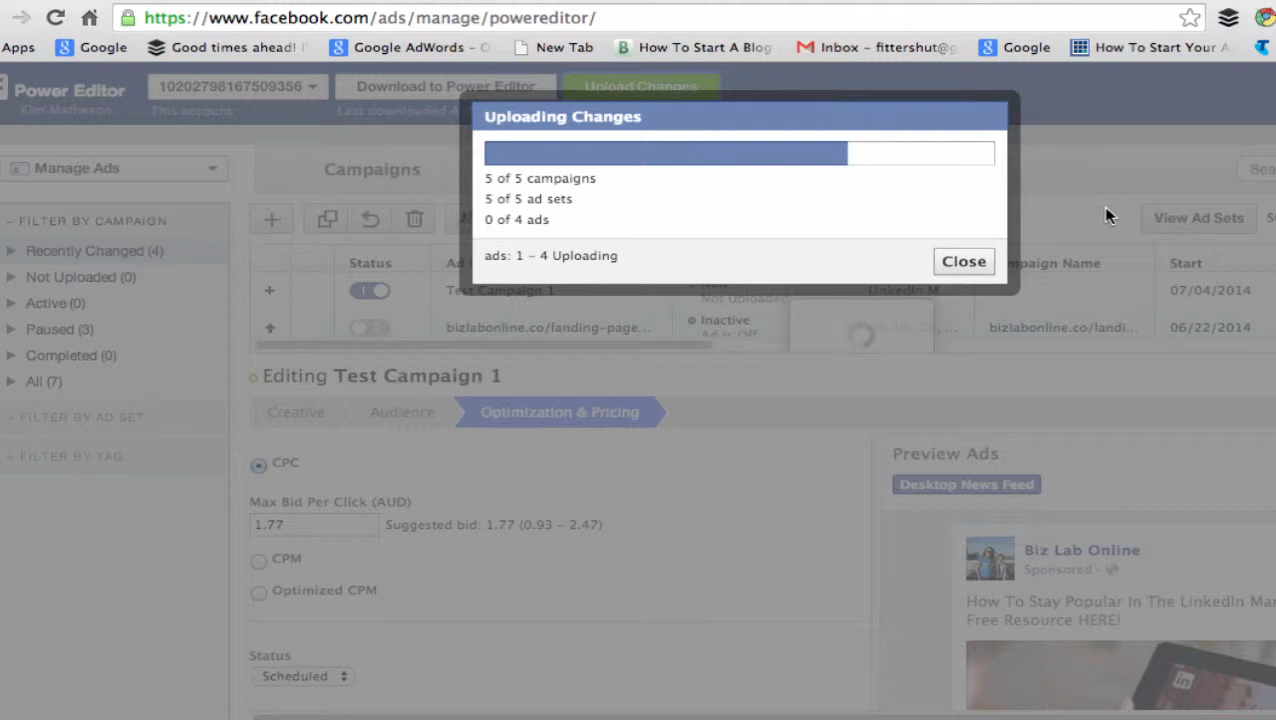 https://www.facebook.com/ads/manage/powereditor/
Apps Google Good times ahead! Google AdWords - New Tab How To Start A Blog Inbox - fittershut@g Google How To Start Your
Power Editor 10202798167509356 Download to Power Editor Upload Changes
Kim Matheson This account Last downloaded
Uploading Changes
5 of 5 campaigns
5 of 5 ad sets
0 of 4 ads
ads: 1 – 4 Uploading
Close
Manage Ads Campaigns Sea
FILTER BY CAMPAIGN View Ad Sets
Recently Changed (4)
Not Uploaded (0)
Active (0)
Paused (3)
Completed (0)
All (7)
FILTER BY AD SET
FILTER BY TAG
Status Ad mpaign Name Start
Test Campaign 1 Not Uploaded LinkedIn M 07/04/2014
bizlabonline.co/landing-page... Inactive bizlabonline.co/landi... 06/22/2014
Ad is Off
Editing Test Campaign 1
Creative Audience Optimization & Pricing
CPC
Max Bid Per Click (AUD)
1.77 Suggested bid: 1.77 (0.93 – 2.47)
CPM
Optimized CPM
Status
Scheduled
Preview Ads
Desktop News Feed
Biz Lab Online
Sponsored ·
How To Stay Popular In The LinkedIn Mar
Free Resource HERE!
in